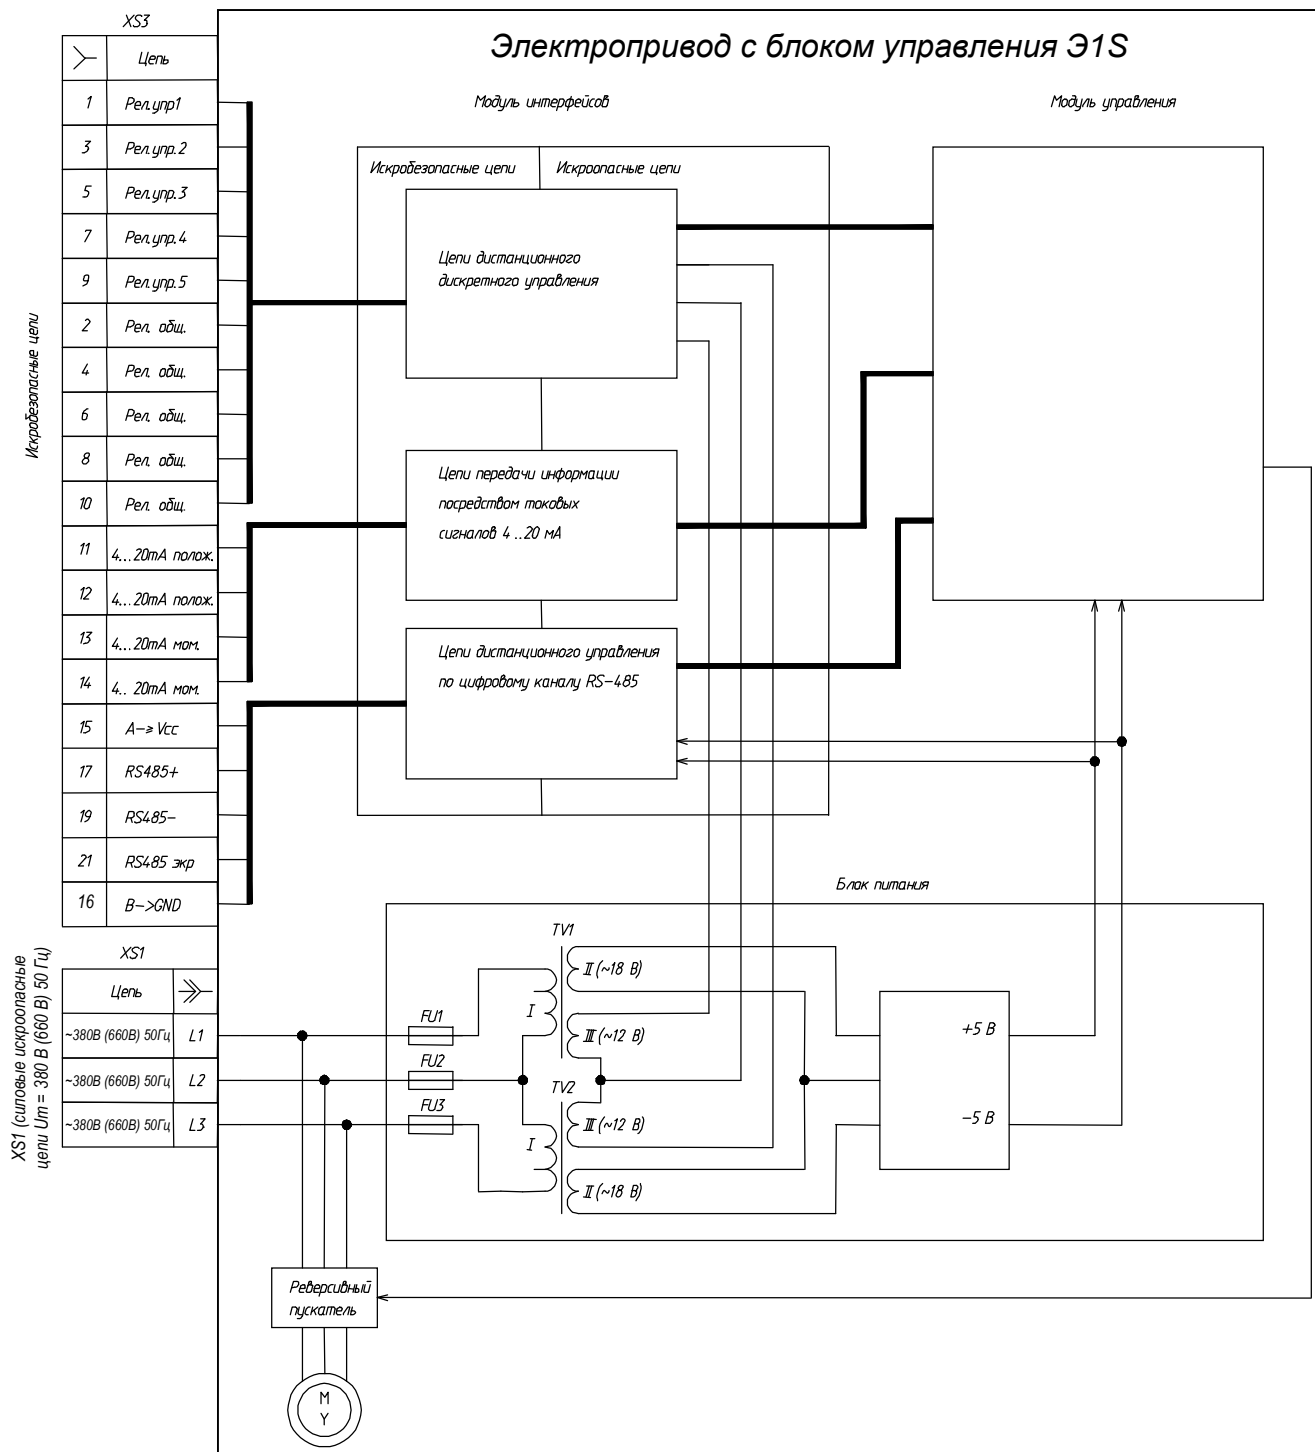 Электропривод с блоком управления Э1S
XS3
Цепь
1 Рел.упр1
3 Рел.упр.2
5 Рел.упр.3
7 Рел.упр.4
9 Рел.упр.5
2 Рел. общ.
4 Рел. общ.
6 Рел. общ.
8 Рел. общ.
10 Рел. общ.
11 4...20mA полож.
12 4...20mA полож.
13 4...20mA мом.
14 4.. 20mA мом.
15 A->Vcc
17 RS485+
19 RS485-
21 RS485 экр
16 B->GND
Искробезопасные цепи
XS1
Цепь
~380В (660В) 50Гц L1
~380В (660В) 50Гц L2
~380В (660В) 50Гц L3
XS1 (силовые искроопасные
цепи Um = 380 В (660 В) 50 Гц)
Модуль интерфейсов
Модуль управления
Искробезопасные цепи
Искроопасные цепи
Цепи дистанционного
дискретного управления
Цепи передачи информации
посредством токовых
сигналов 4 ..20 мА
Цепи дистанционного управления
по цифровому каналу RS-485
Блок питания
TV1
II (~18 В)
I
III (~12 В)
FU1
FU2
FU3
TV2
III (~12 В)
I
II (~18 В)
+5 В
-5 В
Реверсивный
пускатель
M
Y